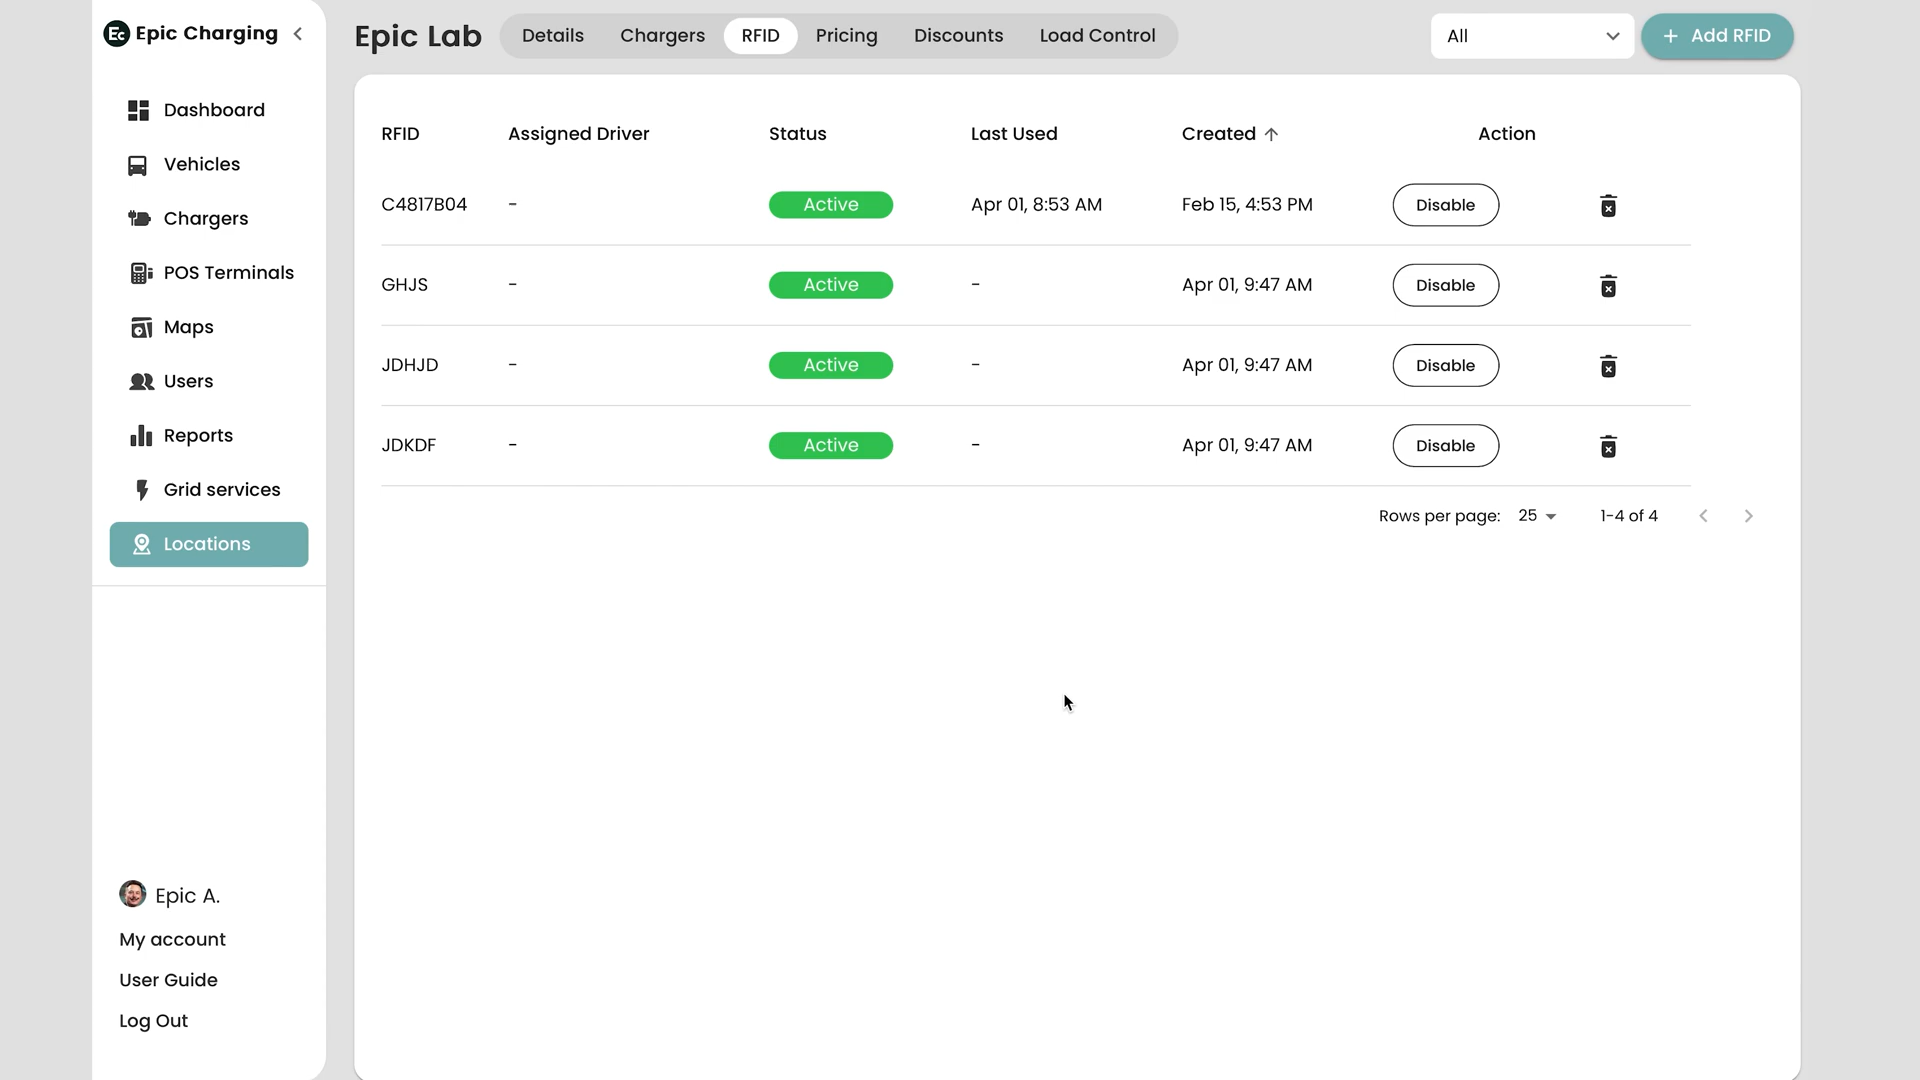 Ec Epic Charging
Dashboard
Vehicles
Chargers
POS Terminals
Maps
Users
Reports
Grid services
Locations
Epic A.
My account
User Guide
Log Out
Epic Lab Details Chargers RFID Pricing Discounts Load Control All + Add RFID
RFID Assigned Driver Status Last Used Created Action
C4817B04 - Active Apr 01, 8:53 AM Feb 15, 4:53 PM Disable
GHJS - Active - Apr 01, 9:47 AM Disable
JDHJD - Active - Apr 01, 9:47 AM Disable
JDKDF - Active - Apr 01, 9:47 AM Disable
Rows per page: 25 1-4 of 4